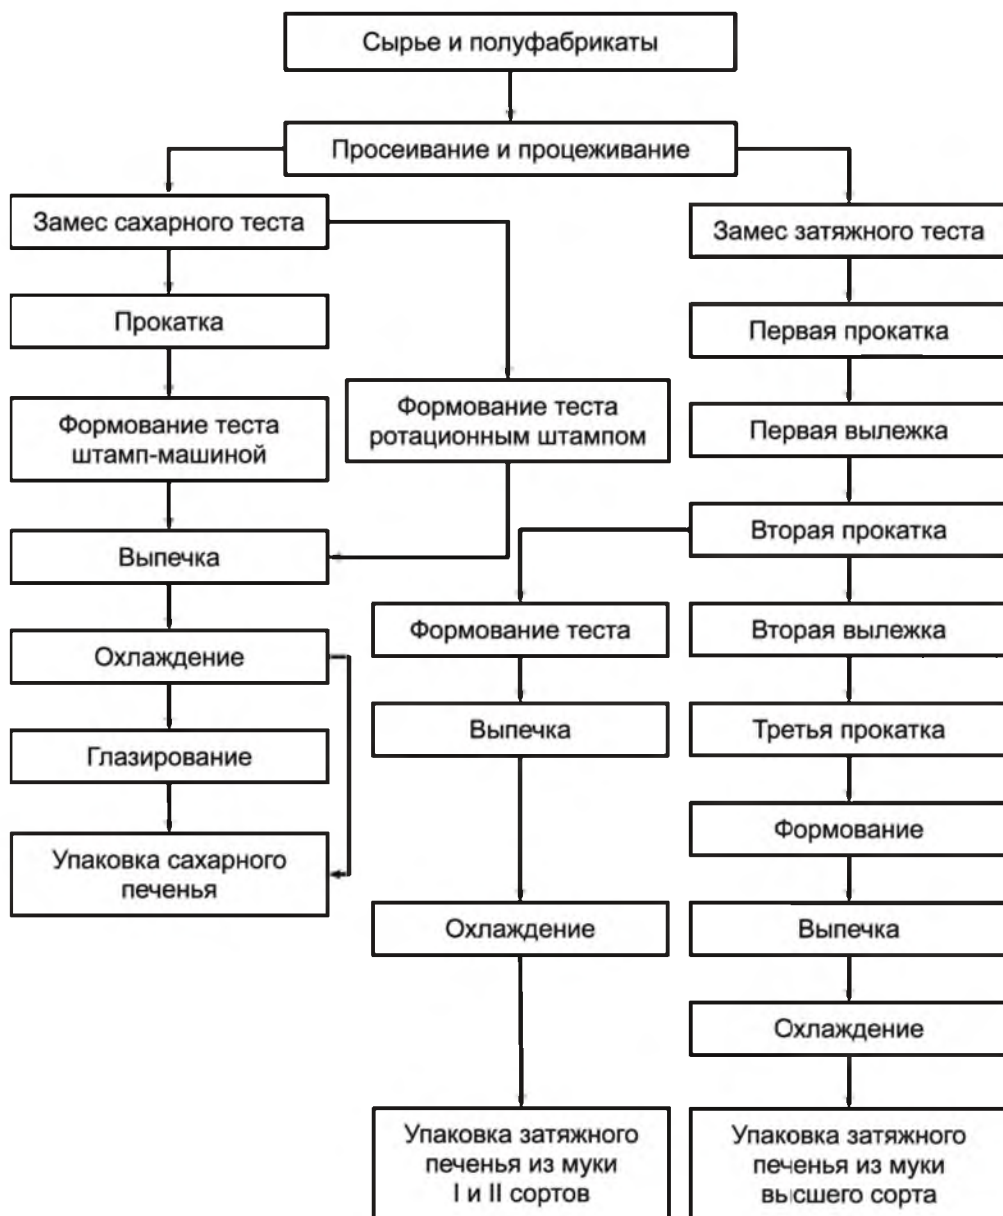 Сырье и полуфабрикаты
Просеивание и процеживание
Замес сахарного теста
Прокатка
Формование теста
штамп-машиной
Формование теста
ротационным штампом
Выпечка
Охлаждение
Глазирование
Упаковка сахарного
печенья
Замес затяжного теста
Первая прокатка
Первая вылежка
Вторая прокатка
Формование теста
Выпечка
Охлаждение
Упаковка затяжного
печенья из муки
I и II сортов
Вторая вылежка
Третья прокатка
Формование
Выпечка
Охлаждение
Упаковка затяжного
печенья из муки
высшего сорта